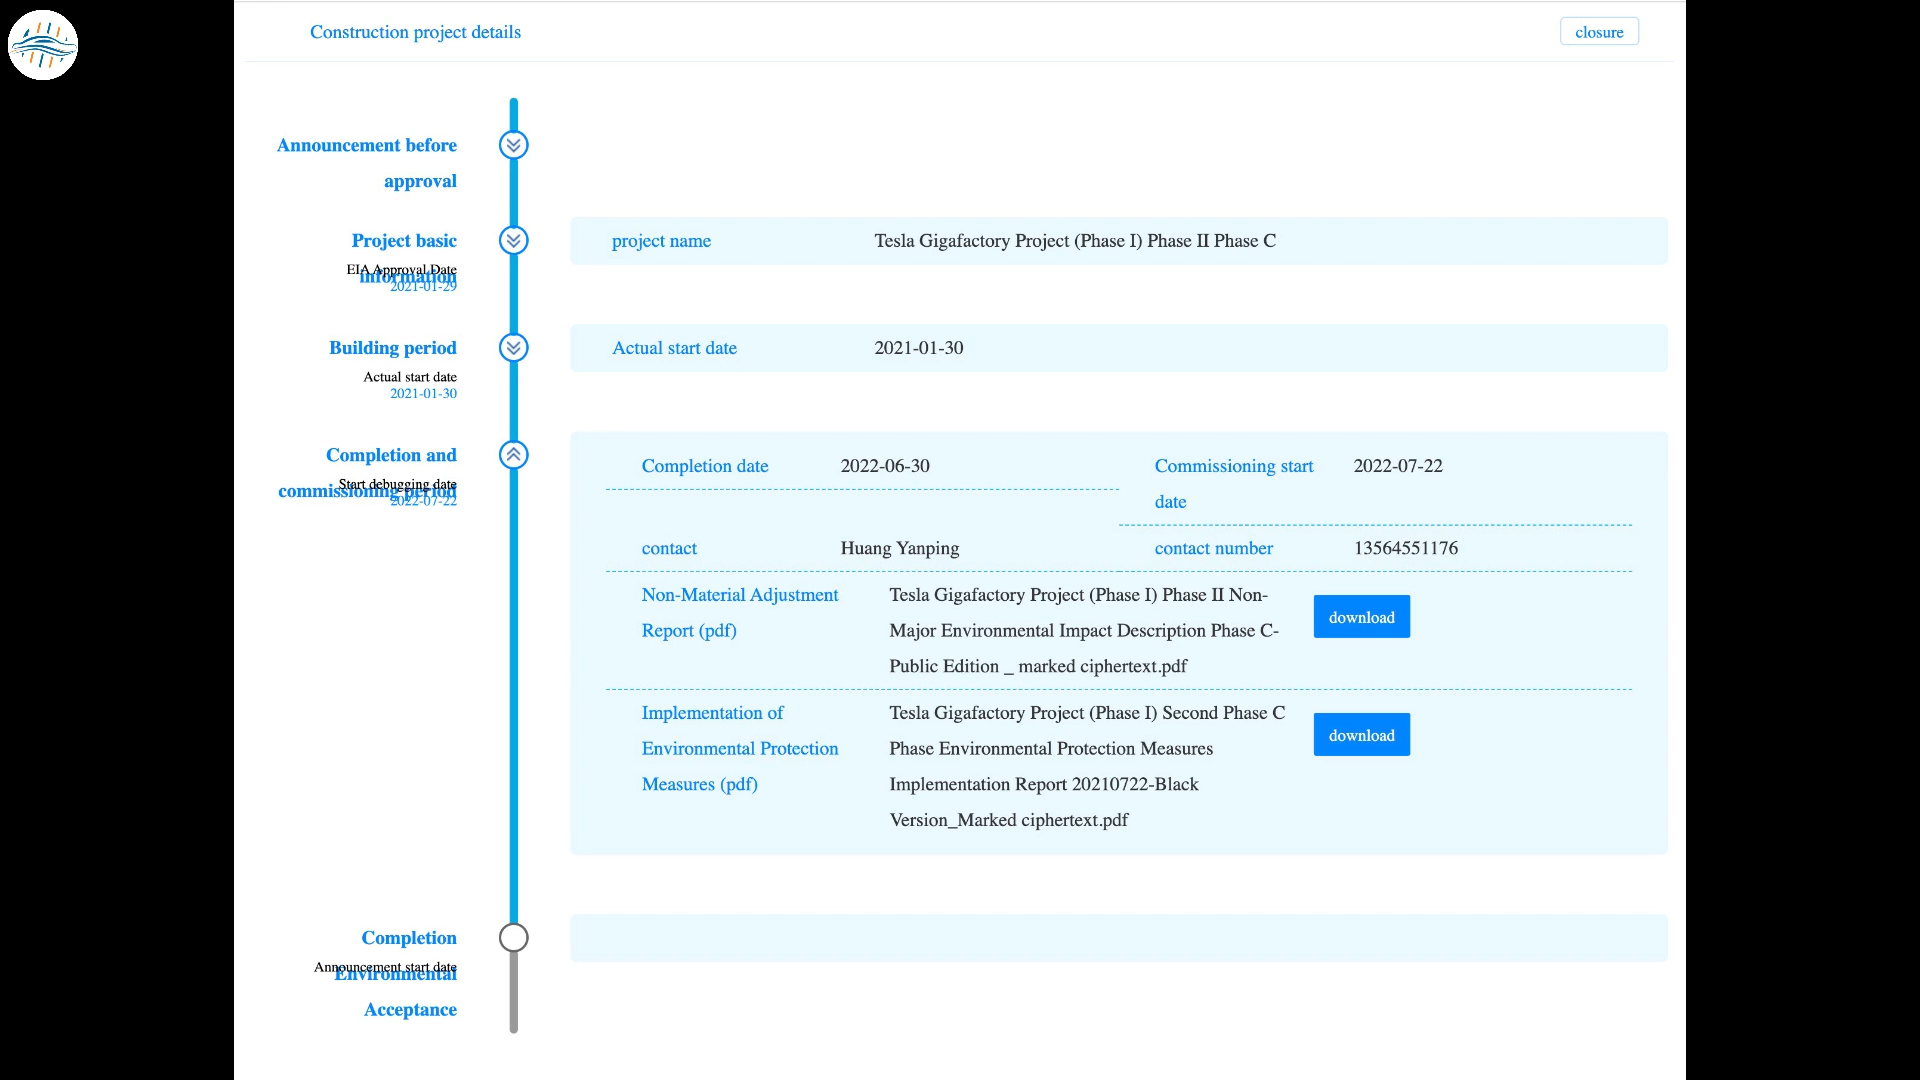 Construction project details
closure
Announcement before
approval
Project basic
information
EIA Approval Date
2021-01-29
project name
Tesla Gigafactory Project (Phase I) Phase II Phase C
Building period
Actual start date
2021-01-30
Actual start date
2021-01-30
Completion and
commissioning period
Start debugging date
2022-07-22
Completion date
2022-06-30
Commissioning start
date
2022-07-22
contact
Huang Yanping
contact number
13564551176
Non-Material Adjustment
Report (pdf)
Tesla Gigafactory Project (Phase I) Phase II Non-
Major Environmental Impact Description Phase C-
Public Edition _ marked ciphertext.pdf
download
Implementation of
Environmental Protection
Measures (pdf)
Tesla Gigafactory Project (Phase I) Second Phase C
Phase Environmental Protection Measures
Implementation Report 20210722-Black
Version_Marked ciphertext.pdf
download
Completion
Environmental
Acceptance
Announcement start date